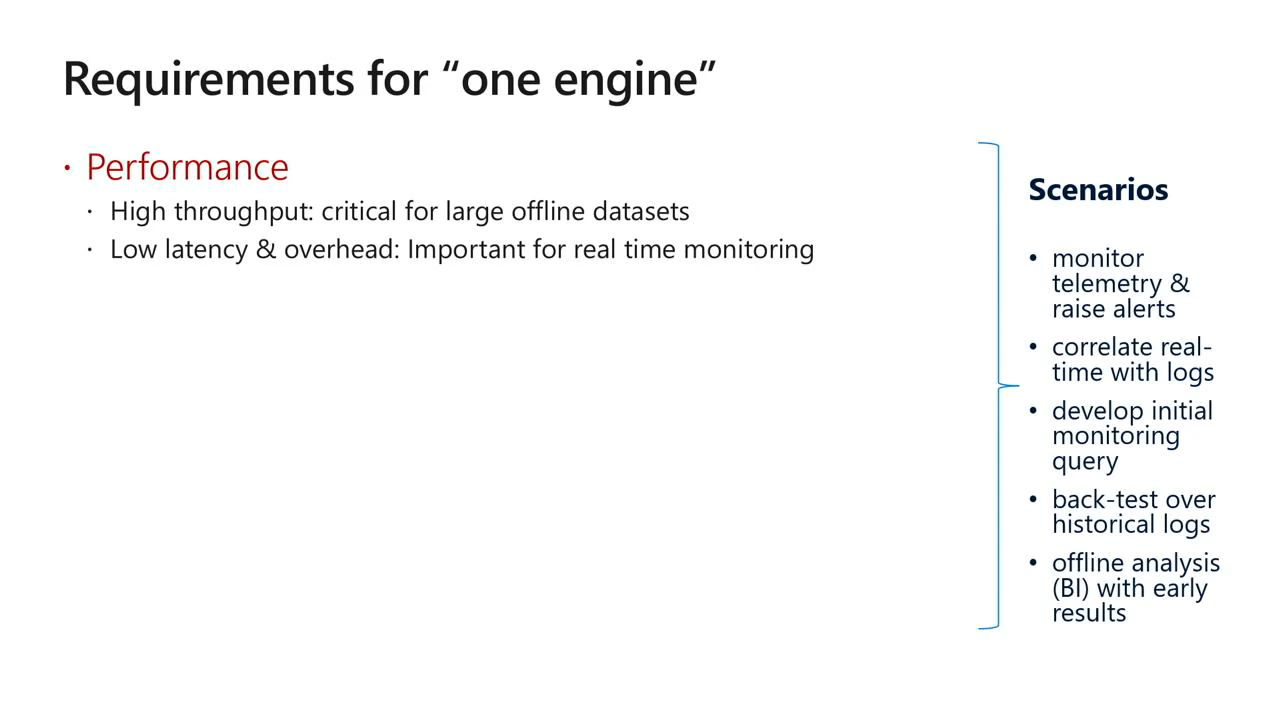 Requirements for “one engine”
· Performance
· High throughput: critical for large offline datasets
· Low latency & overhead: Important for real time monitoring
Scenarios
• monitor
telemetry &
raise alerts
• correlate real-
time with logs
• develop initial
monitoring
query
• back-test over
historical logs
• offline analysis
(BI) with early
results